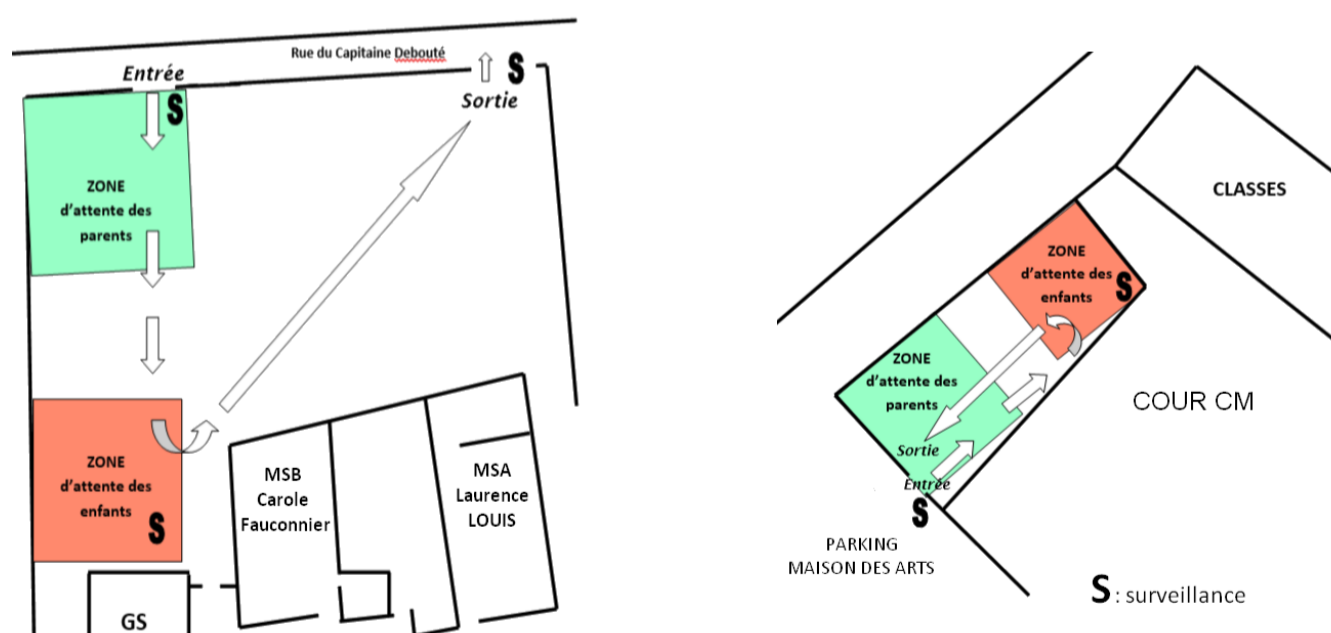 Rue du Capitaine Debouté
Entrée
S
S
Sortie
ZONE
d'attente des
parents
ZONE
d'attente des
enfants
S
MSB
Carole
Fauconnier
MSA
Laurence
LOUIS
GS
CLASSES
ZONE
d'attente des
enfants
S
ZONE
d'attente des
parents
COUR CM
Sortie
Entrée
S
PARKING
MAISON DES ARTS
S : surveillance